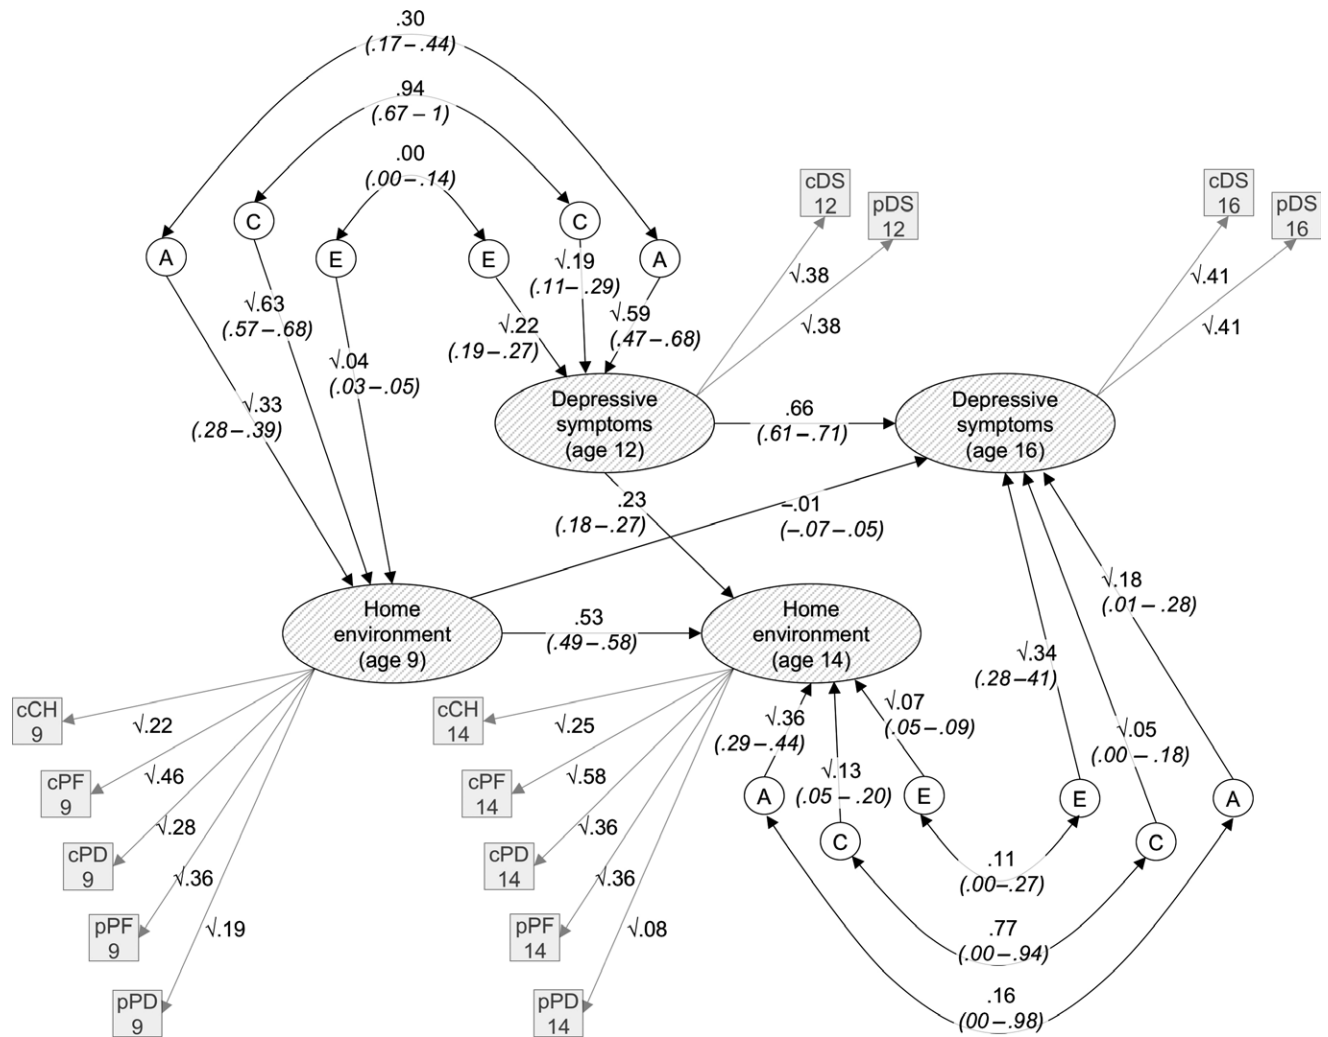 .30
(.17 – .44)
.94
(.67 – 1)
.00
(.00 – .14)
cDS
12
pDS
12
cDS
16
pDS
16
A
C
E
E
C
A
√.19
(.11 – .29)
√.38
√.38
√.41
√.41
√.63
(.57 – .68)
√.22
(.19 – .27)
√.59
(.47 – .68)
√.04
(.03 – .05)
√.33
(.28 – .39)
Depressive
symptoms
(age 12)
.66
(.61 – .71)
Depressive
symptoms
(age 16)
.23
(.18 – .27)
–.01
(–.07 – .05)
√.18
(.01 – .28)
Home
environment
(age 9)
.53
(.49 – .58)
Home
environment
(age 14)
√.34
(.28–41)
cCH
9
√.22
cCH
14
√.25
√.36
(.29 – .44)
√.07
(.05 – .09)
√.05
(.00 – .18)
cPF
9
√.46
cPF
14
√.58
√.13
(.05 – .20)
A
E
E
A
C
C
cPD
9
√.28
cPD
14
√.36
.11
(.00–.27)
pPF
9
√.36
pPF
14
√.36
.77
(.00 – .94)
pPD
9
√.19
pPD
14
√.08
.16
(00 – .98)